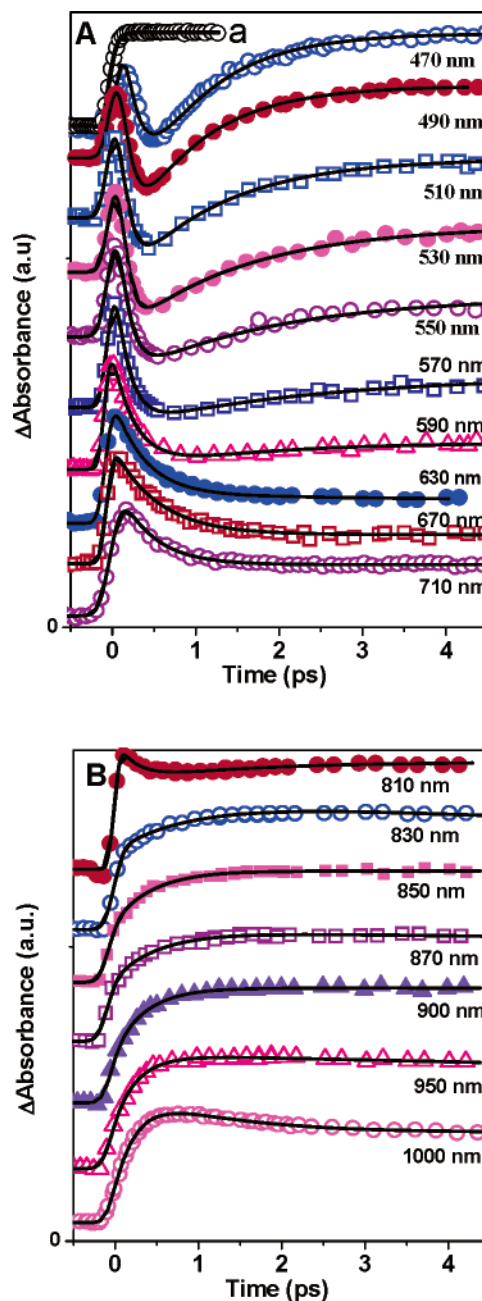 A
a
470 nm
490 nm
510 nm
530 nm
550 nm
570 nm
590 nm
630 nm
670 nm
710 nm
ΔAbsorbance (a.u)
0
0 1 2 3 4
Time (ps)
B
810 nm
830 nm
850 nm
870 nm
900 nm
950 nm
1000 nm
ΔAbsorbance (a.u.)
0
0 1 2 3 4
Time (ps)